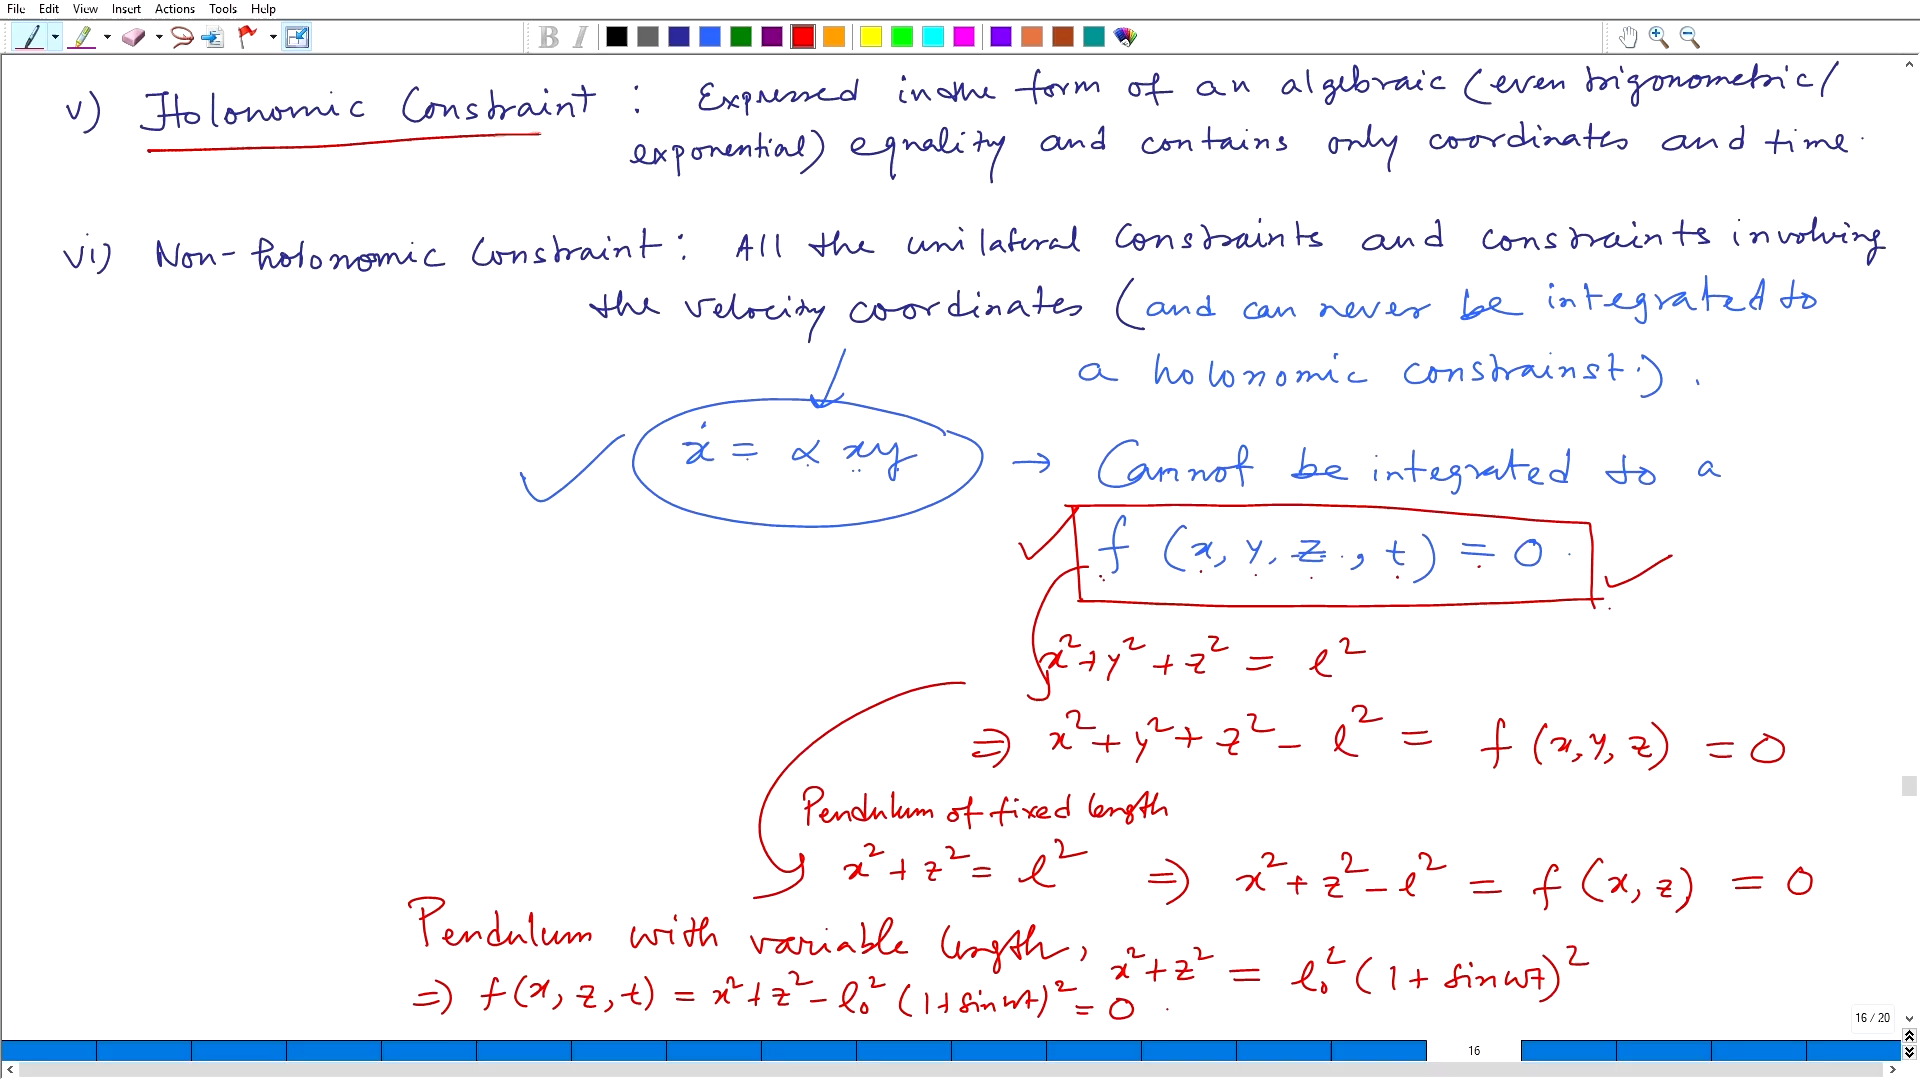 File Edit View Insert Actions Tools Help
B I
v) Holonomic Constraint : Expressed in the form of an algebraic (even trigonometric/
exponential) equality and contains only coordinates and time.
vi) Non-holonomic Constraint : All the unilateral constraints and constraints involving
the velocity coordinates (and can never be integrated to
a holonomic constrainst.).
ẋ = α xy → Cannot be integrated to a
f (x, y, z, t) = 0
x² + y² + z² = l²
⇒ x² + y² + z² - l² = f (x, y, z) = 0
Pendulum of fixed length
x² + z² = l² ⇒ x² + z² - l² = f (x, z) = 0
Pendulum with variable length, x² + z² = l₀² (1 + sin ωt)²
⇒ f(x, z, t) = x² + z² - l₀² (1 + sin ωt)² = 0.
16 / 20
16